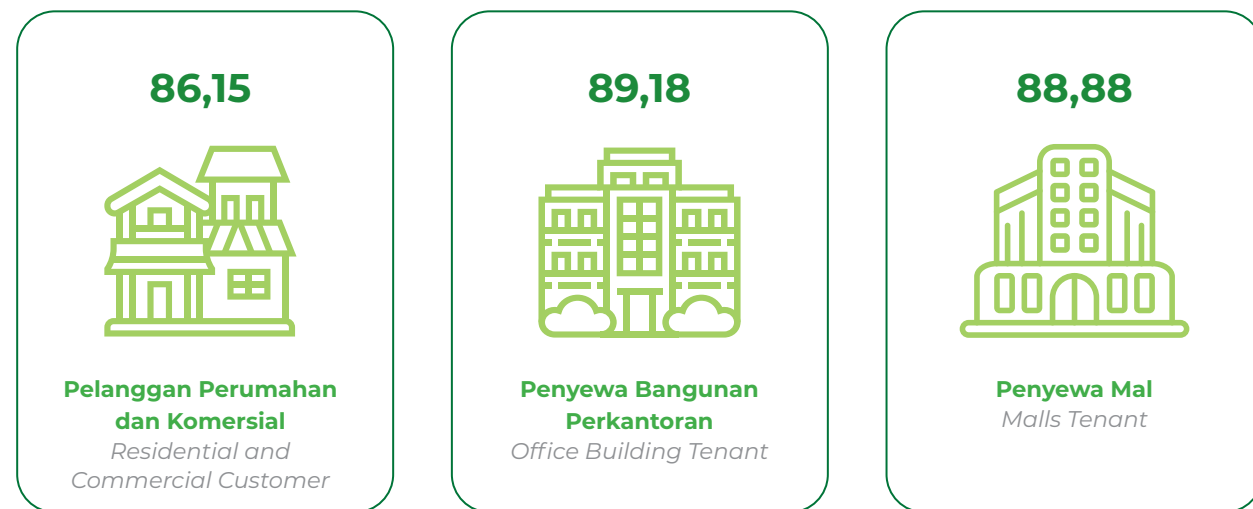 86,15
Pelanggan Perumahan
dan Komersial
Residential and
Commercial Customer
89,18
Penyewa Bangunan
Perkantoran
Office Building Tenant
88,88
Penyewa Mal
Malls Tenant